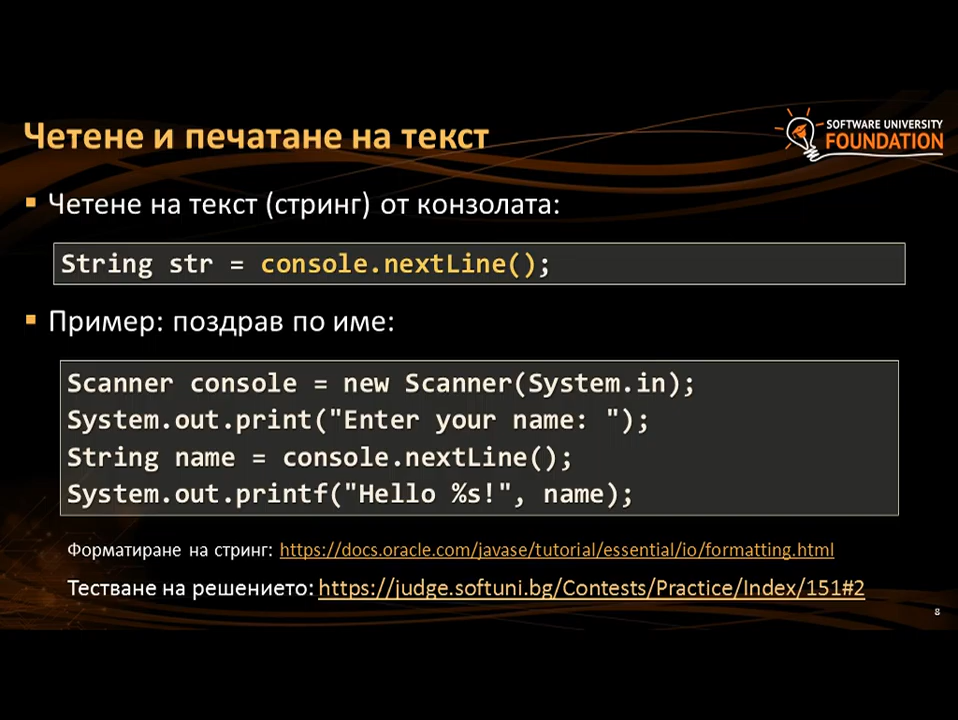 Четене и печатане на текст
SOFTWARE UNIVERSITY
FOUNDATION
▪ Четене на текст (стринг) от конзолата:
String str = console.nextLine();
▪ Пример: поздрав по име:
Scanner console = new Scanner(System.in);
System.out.print("Enter your name: ");
String name = console.nextLine();
System.out.printf("Hello %s!", name);
Форматиране на стринг: https://docs.oracle.com/javase/tutorial/essential/io/formatting.html
Тестване на решението: https://judge.softuni.bg/Contests/Practice/Index/151#2
8